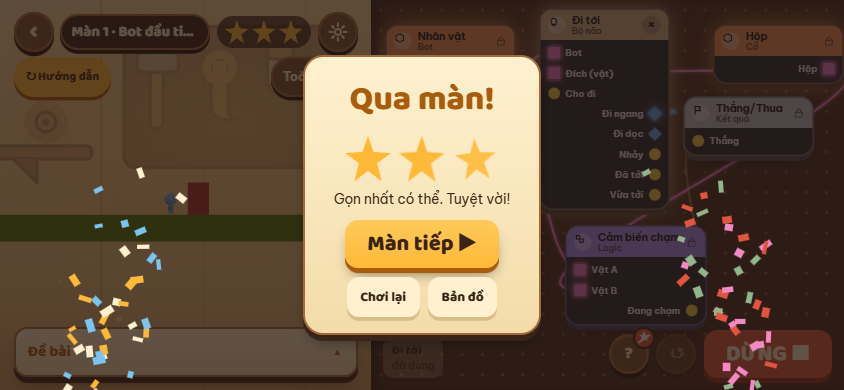 Màn 1 · Bot đầu ti...
Hướng dẫn
Đề bài
Qua màn!
Gọn nhất có thể. Tuyệt vời!
Màn tiếp
Chơi lại
Bản đồ
Nhân vật
Bot
Đi tới
Bộ não
Bot
Đích (vật)
Cho đi
Đi ngang
Đi dọc
Nhảy
Đã tới
Vừa tới
Hộp
Cờ
Hộp
Thắng/Thua
Kết quả
Thắng
Cảm biến chạm
Logic
Vật A
Vật B
Đang chạm
Đi tới
đã dùng
?
DỪNG